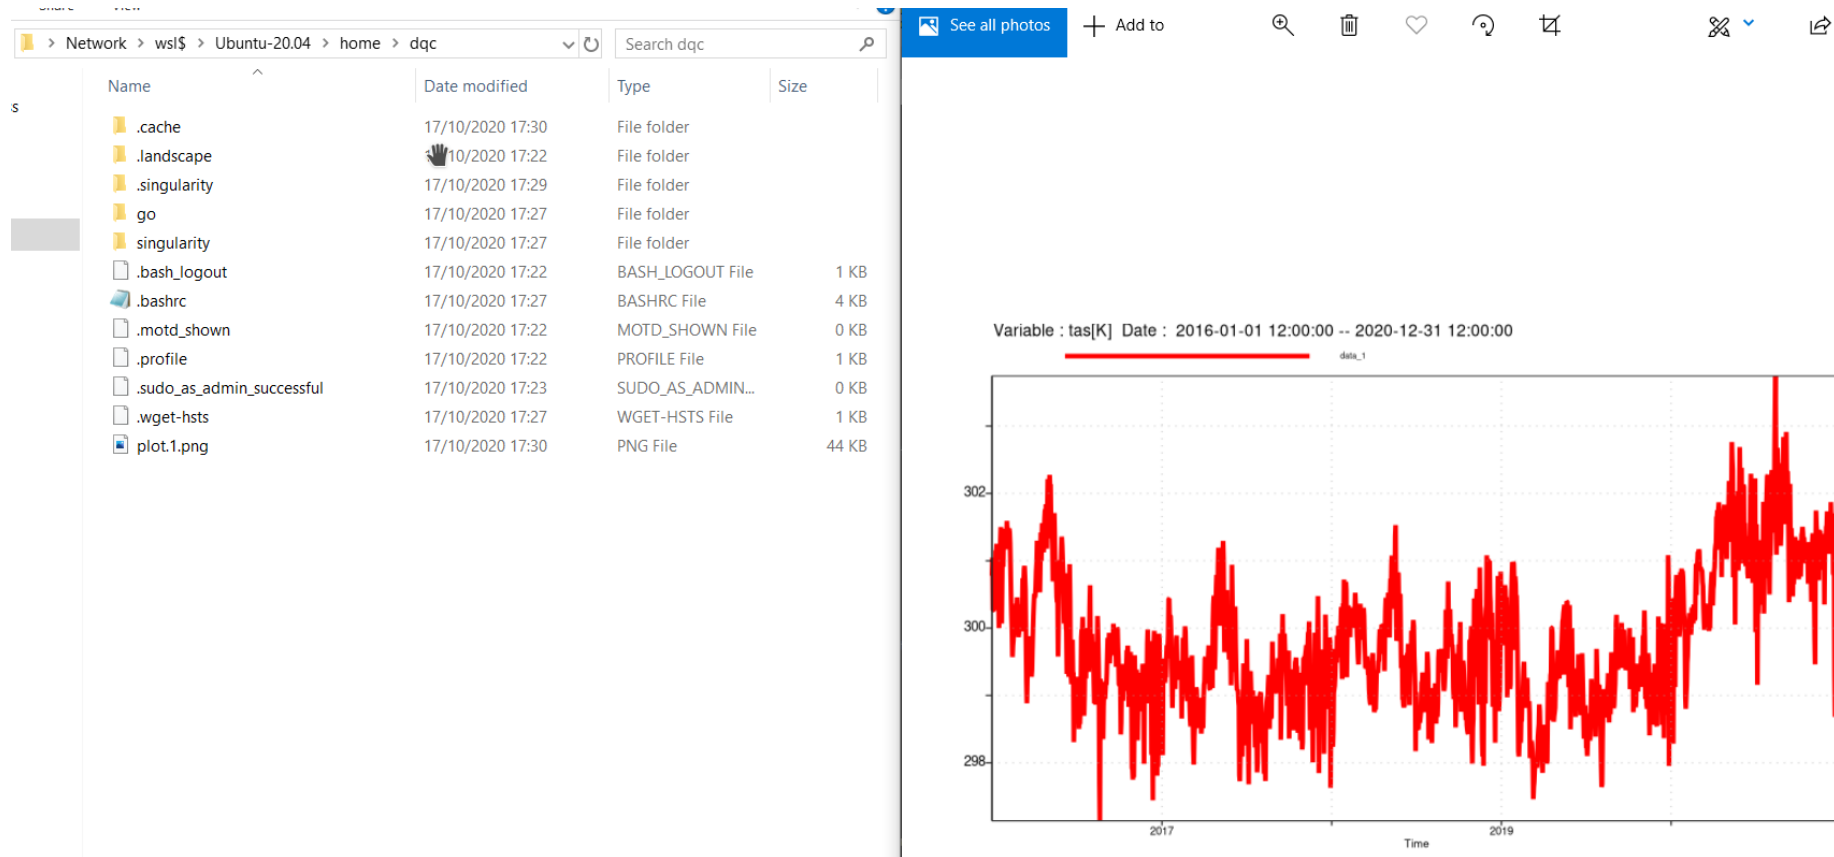 Network > wsl$ > Ubuntu-20.04 > home > dqc
Search dqc
Name Date modified Type Size
.cache 17/10/2020 17:30 File folder
.landscape 10/2020 17:22 File folder
.singularity 17/10/2020 17:29 File folder
go 17/10/2020 17:27 File folder
singularity 17/10/2020 17:27 File folder
.bash_logout 17/10/2020 17:22 BASH_LOGOUT File 1 KB
.bashrc 17/10/2020 17:27 BASHRC File 4 KB
.motd_shown 17/10/2020 17:22 MOTD_SHOWN File 0 KB
.profile 17/10/2020 17:22 PROFILE File 1 KB
.sudo_as_admin_successful 17/10/2020 17:23 SUDO_AS_ADMIN... 0 KB
.wget-hsts 17/10/2020 17:27 WGET-HSTS File 1 KB
plot.1.png 17/10/2020 17:30 PNG File 44 KB
See all photos
Add to
Variable : tas[K] Date : 2016-01-01 12:00:00 -- 2020-12-31 12:00:00
data_1
302
300
298
2017 2019
Time